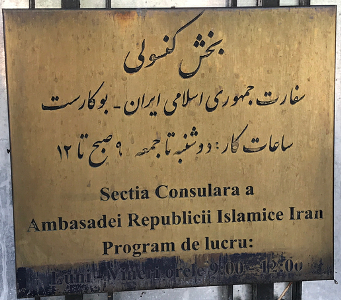 بخش کنسولی
سفارت جمهوری اسلامی ایران - بوکارست
ساعات کار: دوشنبه تا جمعه ۹ صبح تا ۱۲
Sectia Consulara a
Ambasadei Republicii Islamice Iran
Program de lucru:
Luni - Vineri orele 9:00 - 12:00